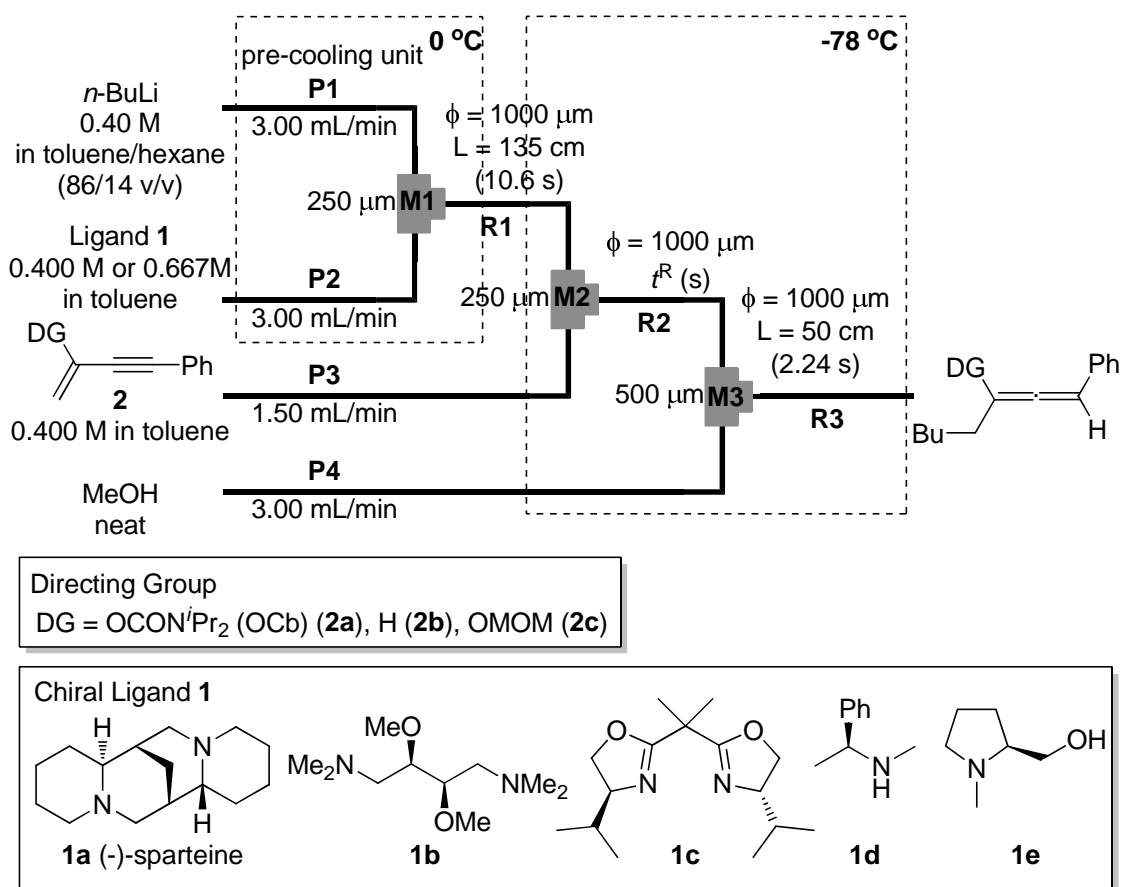 0 °C
-78 °C
pre-cooling unit
n-BuLi
0.40 M
in toluene/hexane
(86/14 v/v)
P1
3.00 mL/min
ϕ = 1000 μm
L = 135 cm
(10.6 s)
250 μm M1
R1
Ligand 1
0.400 M or 0.667M
in toluene
P2
3.00 mL/min
ϕ = 1000 μm
tR (s)
250 μm M2
R2
DG
Ph
2
0.400 M in toluene
P3
1.50 mL/min
ϕ = 1000 μm
L = 50 cm
(2.24 s)
500 μm M3
R3
DG
Ph
Bu
H
MeOH
neat
P4
3.00 mL/min
Directing Group
DG = OCONiPr2 (OCb) (2a), H (2b), OMOM (2c)
Chiral Ligand 1
H
N
N
H
1a (-)-sparteine
MeO
Me2N
NMe2
OMe
1b
O
O
N
N
1c
Ph
N
H
1d
OH
N
1e